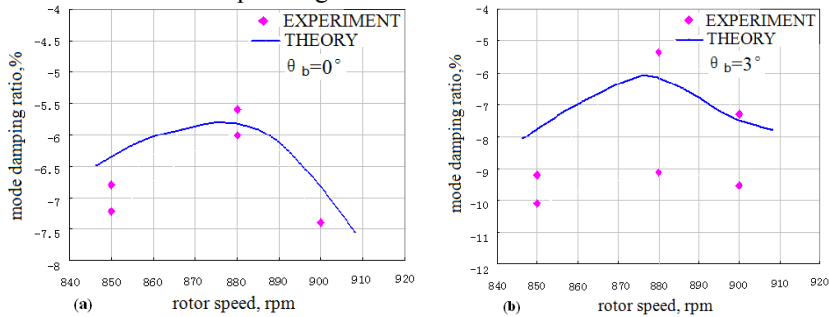 -4
-4.5
-5
-5.5
-6
-6.5
-7
-7.5
-8
mode damping ratio,%
EXPERIMENT
THEORY
θ b=0°
840 850 860 870 880 890 900 910 920
(a) rotor speed, rpm
-3
-4
-5
-6
-7
-8
-9
-10
-11
-12
mode damping ratio,%
EXPERIMENT
THEORY
θ b=3°
840 850 860 870 880 890 900 910 920
(b) rotor speed, rpm